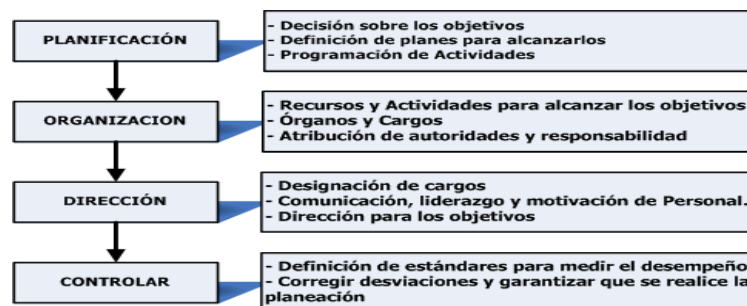 PLANIFICACIÓN
- Decisión sobre los objetivos
- Definición de planes para alcanzarlos
- Programación de Actividades
ORGANIZACION
- Recursos y Actividades para alcanzar los objetivos
- Órganos y Cargos
- Atribución de autoridades y responsabilidad
DIRECCIÓN
- Designación de cargos
- Comunicación, liderazgo y motivación de Personal.
- Dirección para los objetivos
CONTROLAR
- Definición de estándares para medir el desempeño
- Corregir desviaciones y garantizar que se realice la
planeación